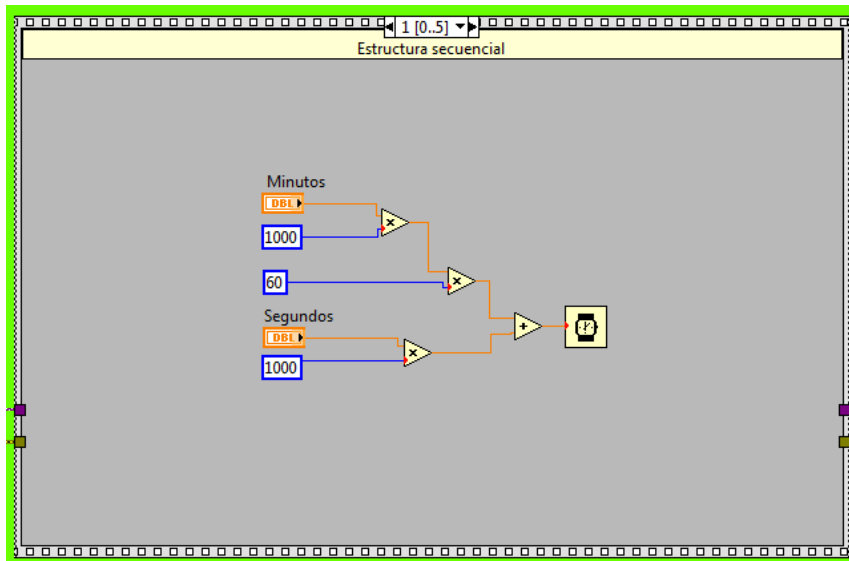 1 [0..5]
Estructura secuencial
Minutos
DBL
1000
60
Segundos
DBL
1000